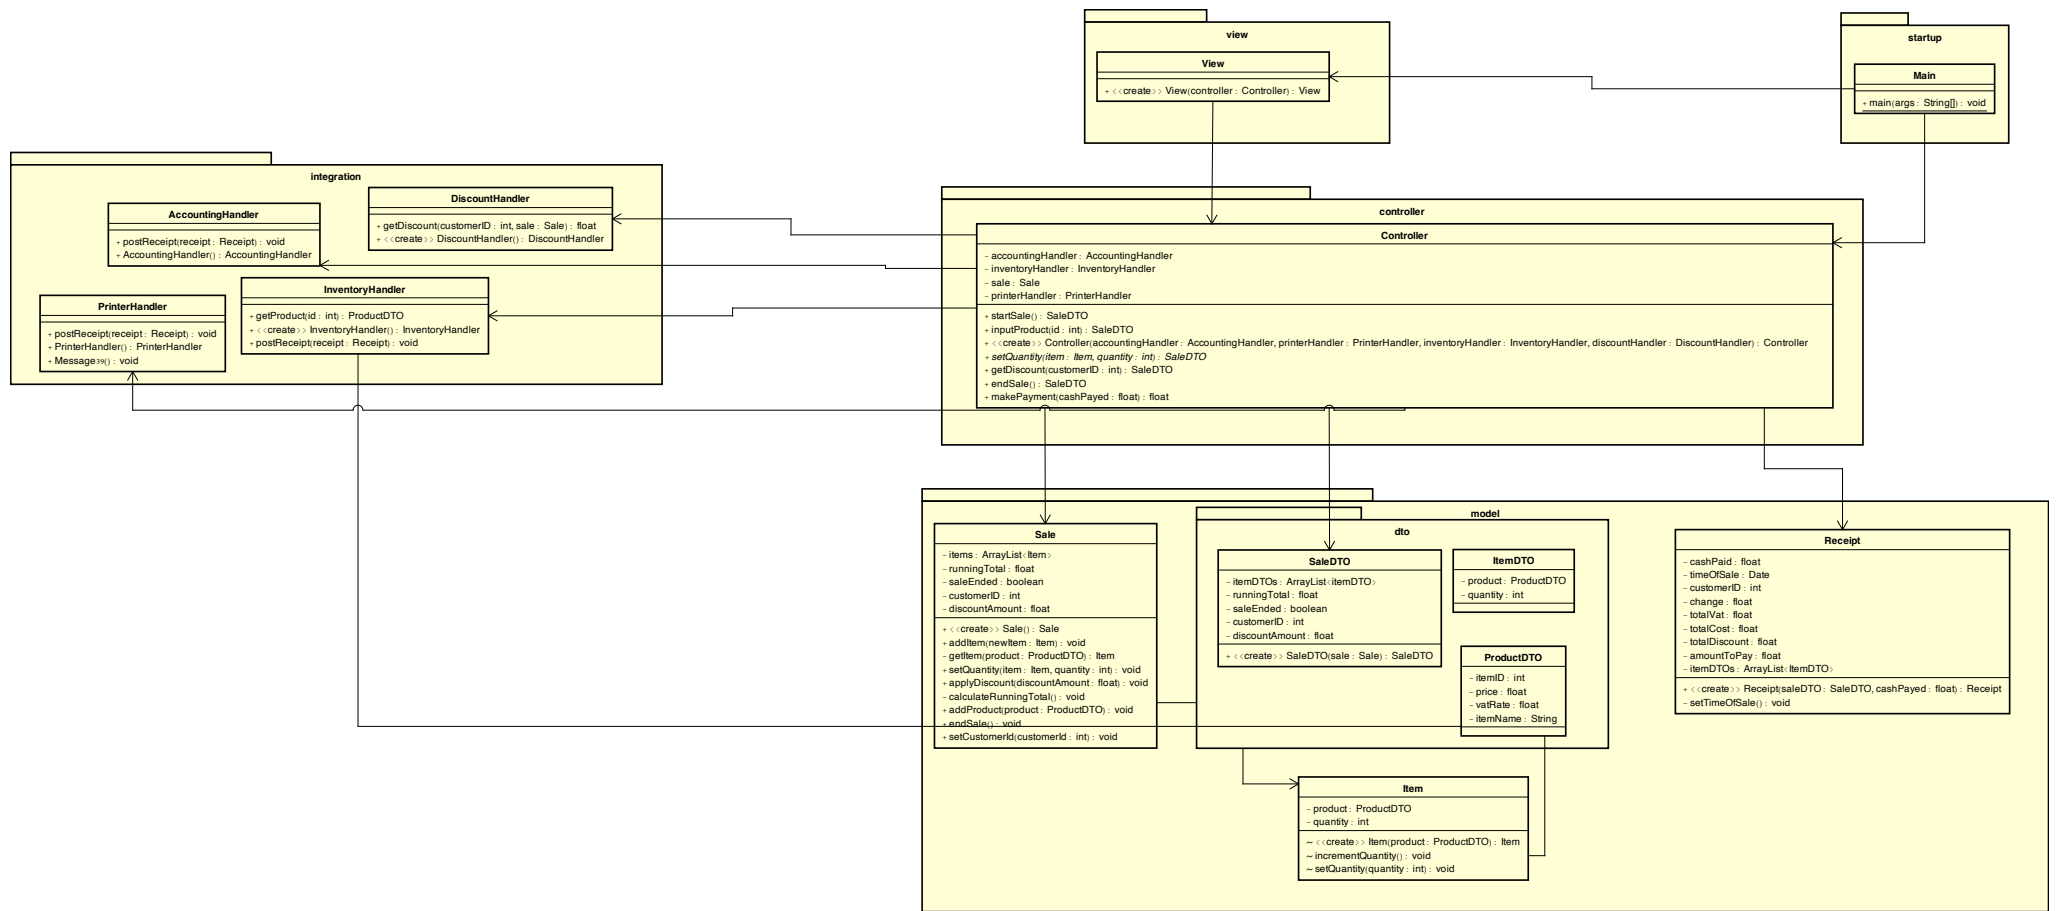 view
View
+ <<create>> View(controller : Controller) : View
startup
Main
+ main(args : String[]) : void
integration
AccountingHandler
+ postReceipt(receipt : Receipt) : void
+ AccountingHandler() : AccountingHandler
DiscountHandler
+ getDiscount(customerID : int, sale : Sale) : float
+ <<create>> DiscountHandler() : DiscountHandler
PrinterHandler
+ postReceipt(receipt : Receipt) : void
+ PrinterHandler() : PrinterHandler
+ Message39() : void
InventoryHandler
+ getProduct(id : int) : ProductDTO
+ <<create>> InventoryHandler() : InventoryHandler
+ postReceipt(receipt : Receipt) : void
controller
Controller
- accountingHandler : AccountingHandler
- inventoryHandler : InventoryHandler
- sale : Sale
- printerHandler : PrinterHandler
+ startSale() : SaleDTO
+ inputProduct(id : int) : SaleDTO
+ <<create>> Controller(accountingHandler : AccountingHandler, printerHandler : PrinterHandler, inventoryHandler : InventoryHandler, discountHandler : DiscountHandler) : Controller
+ setQuantity(item : Item, quantity : int) : SaleDTO
+ getDiscount(customerID : int) : SaleDTO
+ endSale() : SaleDTO
+ makePayment(cashPayed : float) : float
model
Sale
- items : ArrayList<Item>
- runningTotal : float
- saleEnded : boolean
- customerID : int
- discountAmount : float
+ <<create>> Sale() : Sale
+ addItem(newItem : Item) : void
- getItem(product : ProductDTO) : Item
+ setQuantity(item : Item, quantity : int) : void
+ applyDiscount(discountAmount : float) : void
- calculateRunningTotal() : void
+ addProduct(product : ProductDTO) : void
+ endSale() : void
+ setCustomerId(customerId : int) : void
dto
SaleDTO
- itemDTOs : ArrayList<itemDTO>
- runningTotal : float
- saleEnded : boolean
- customerID : int
- discountAmount : float
+ <<create>> SaleDTO(sale : Sale) : SaleDTO
ItemDTO
- product : ProductDTO
- quantity : int
ProductDTO
- itemID : int
- price : float
- vatRate : float
- itemName : String
Receipt
- cashPaid : float
- timeOfSale : Date
- customerID : int
- change : float
- totalVat : float
- totalCost : float
- totalDiscount : float
- amountToPay : float
- itemDTOs : ArrayList<ItemDTO>
+ <<create>> Receipt(saleDTO : SaleDTO, cashPayed : float) : Receipt
- setTimeOfSale() : void
Item
- product : ProductDTO
- quantity : int
~ <<create>> Item(product : ProductDTO) : Item
~ incrementQuantity() : void
~ setQuantity(quantity : int) : void